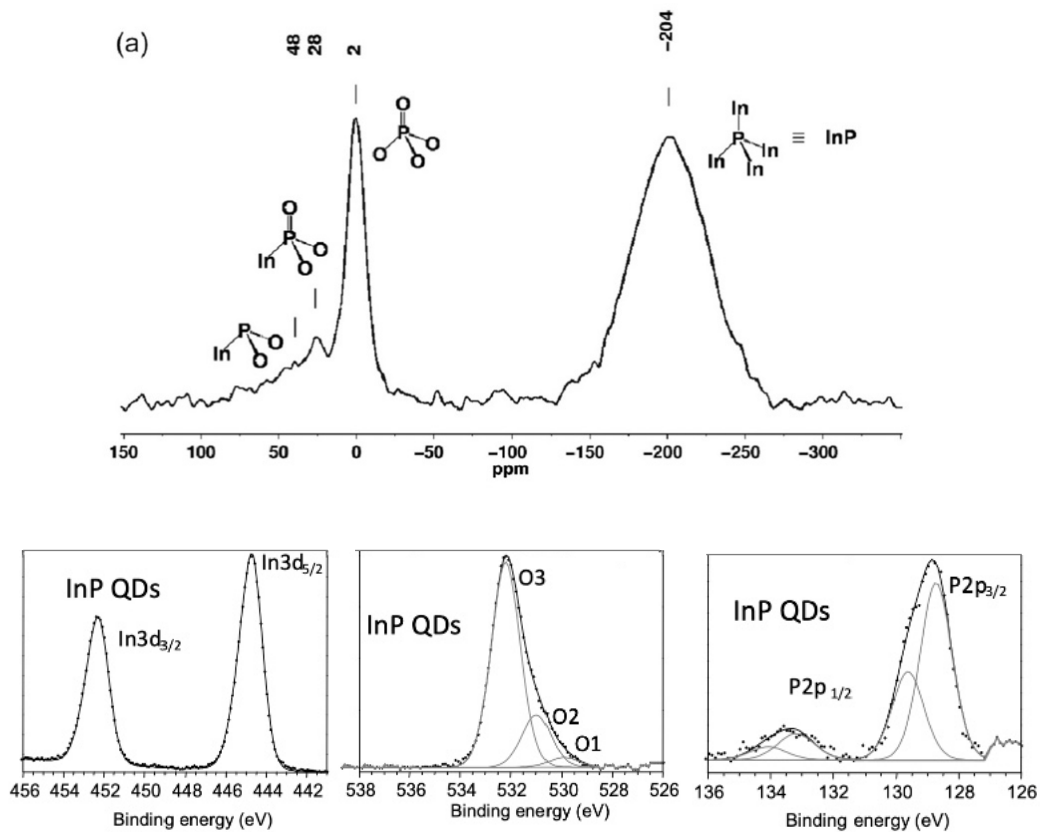 (a)
48 28 2 -204
O
P
O O
O
In
P In
In
In
≡ InP
O
P
In O
O
P
In O
O
150 100 50 0 -50 -100 -150 -200 -250 -300
ppm
InP QDs
In3d5/2
In3d3/2
456 454 452 450 448 446 444 442
Binding energy (eV)
InP QDs
O3
O2
O1
538 536 534 532 530 528 526
Binding energy (eV)
InP QDs
P2p3/2
P2p 1/2
136 134 132 130 128 126
Binding energy (eV)